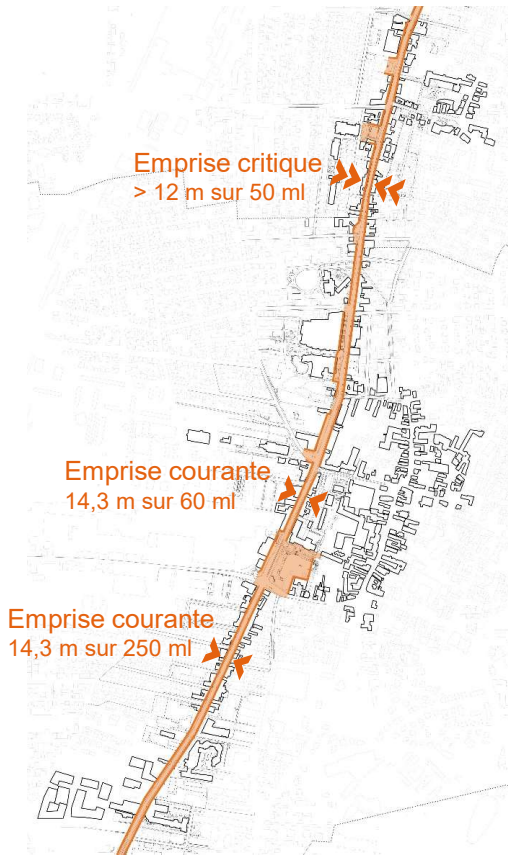 Emprise critique
> 12 m sur 50 ml
Emprise courante
14,3 m sur 60 ml
Emprise courante
14,3 m sur 250 ml